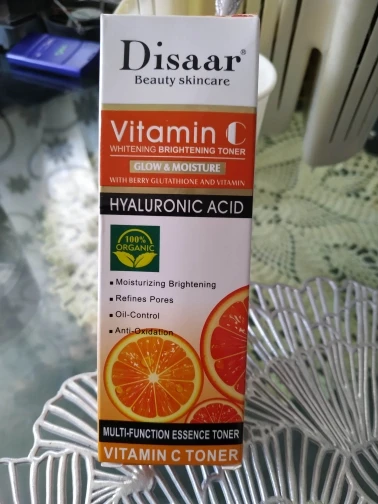 Disaar®
Beauty skincare
Vitamin C
WHITENING BRIGHTENING TONER
GLOW & MOISTURE
WITH BERRY GLUTATHIONE AND VITAMIN
HYALURONIC ACID
100%
ORGANIC
▪ Moisturizing Brightening
▪ Refines Pores
▪ Oil-Control
▪ Anti-Oxidation
MULTI-FUNCTION ESSENCE TONER
VITAMIN C TONER